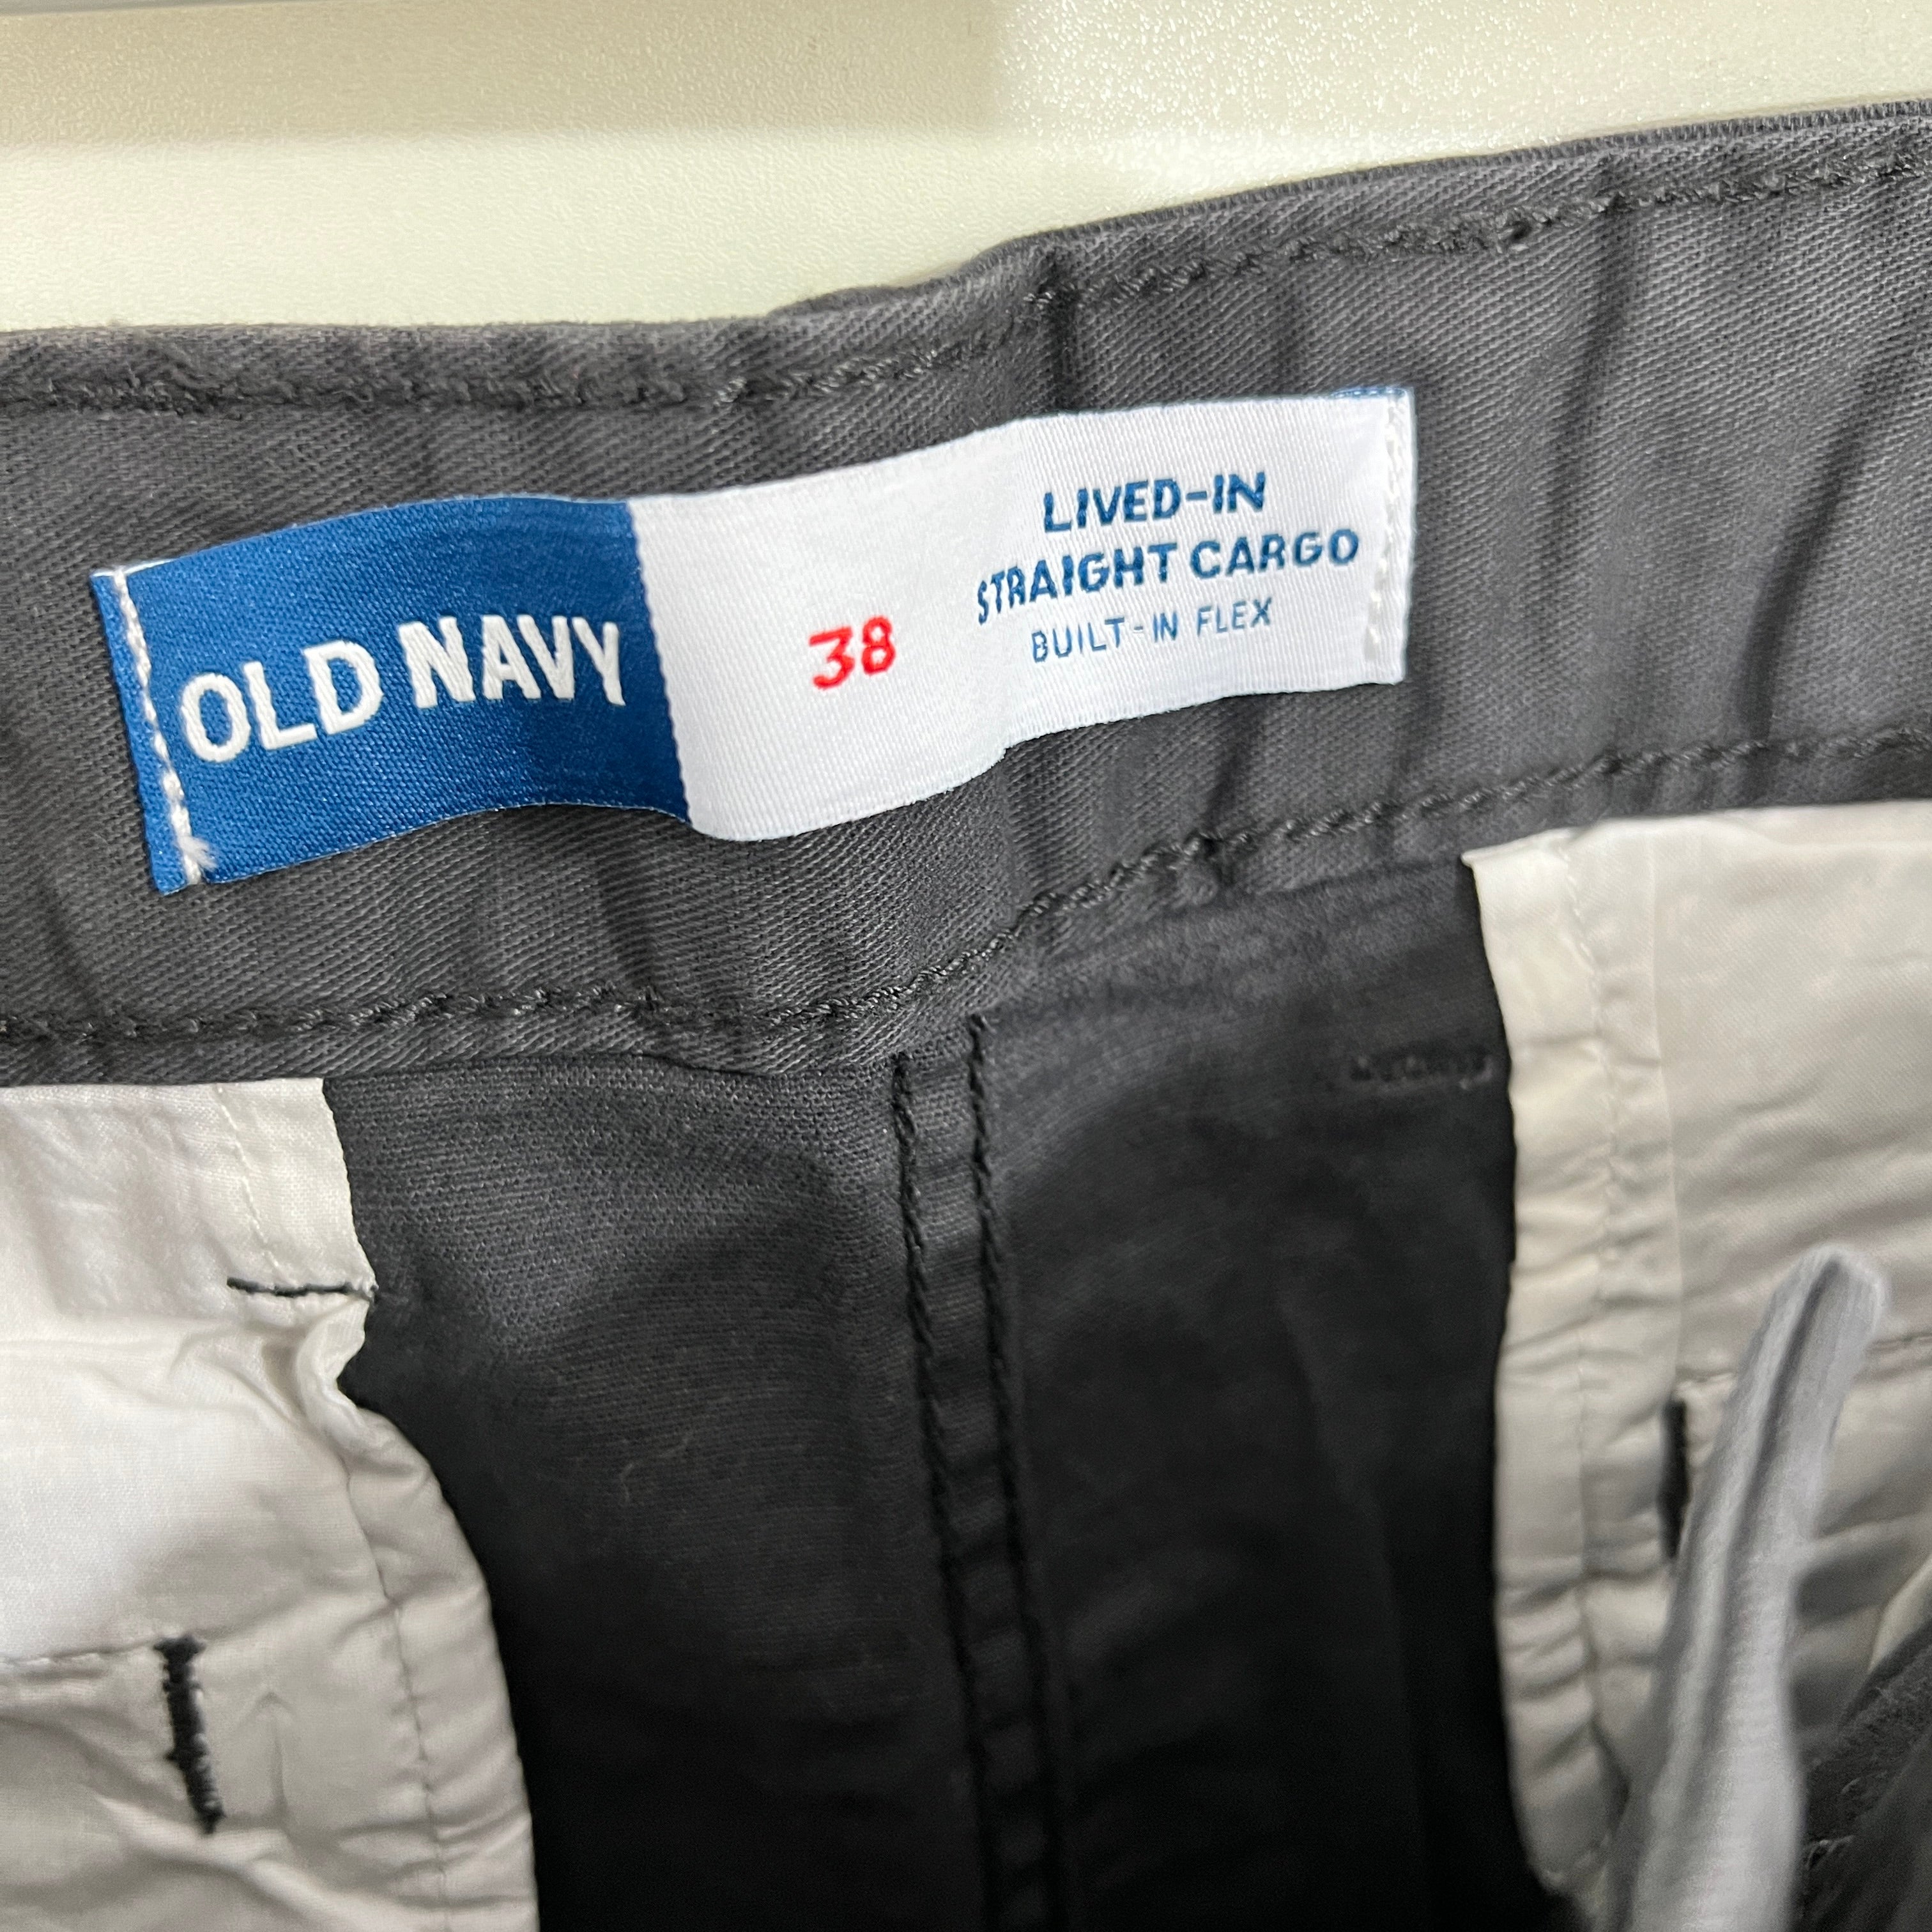 OLD NAVY
38
LIVED-IN
STRAIGHT CARGO
BUILT-IN FLEX